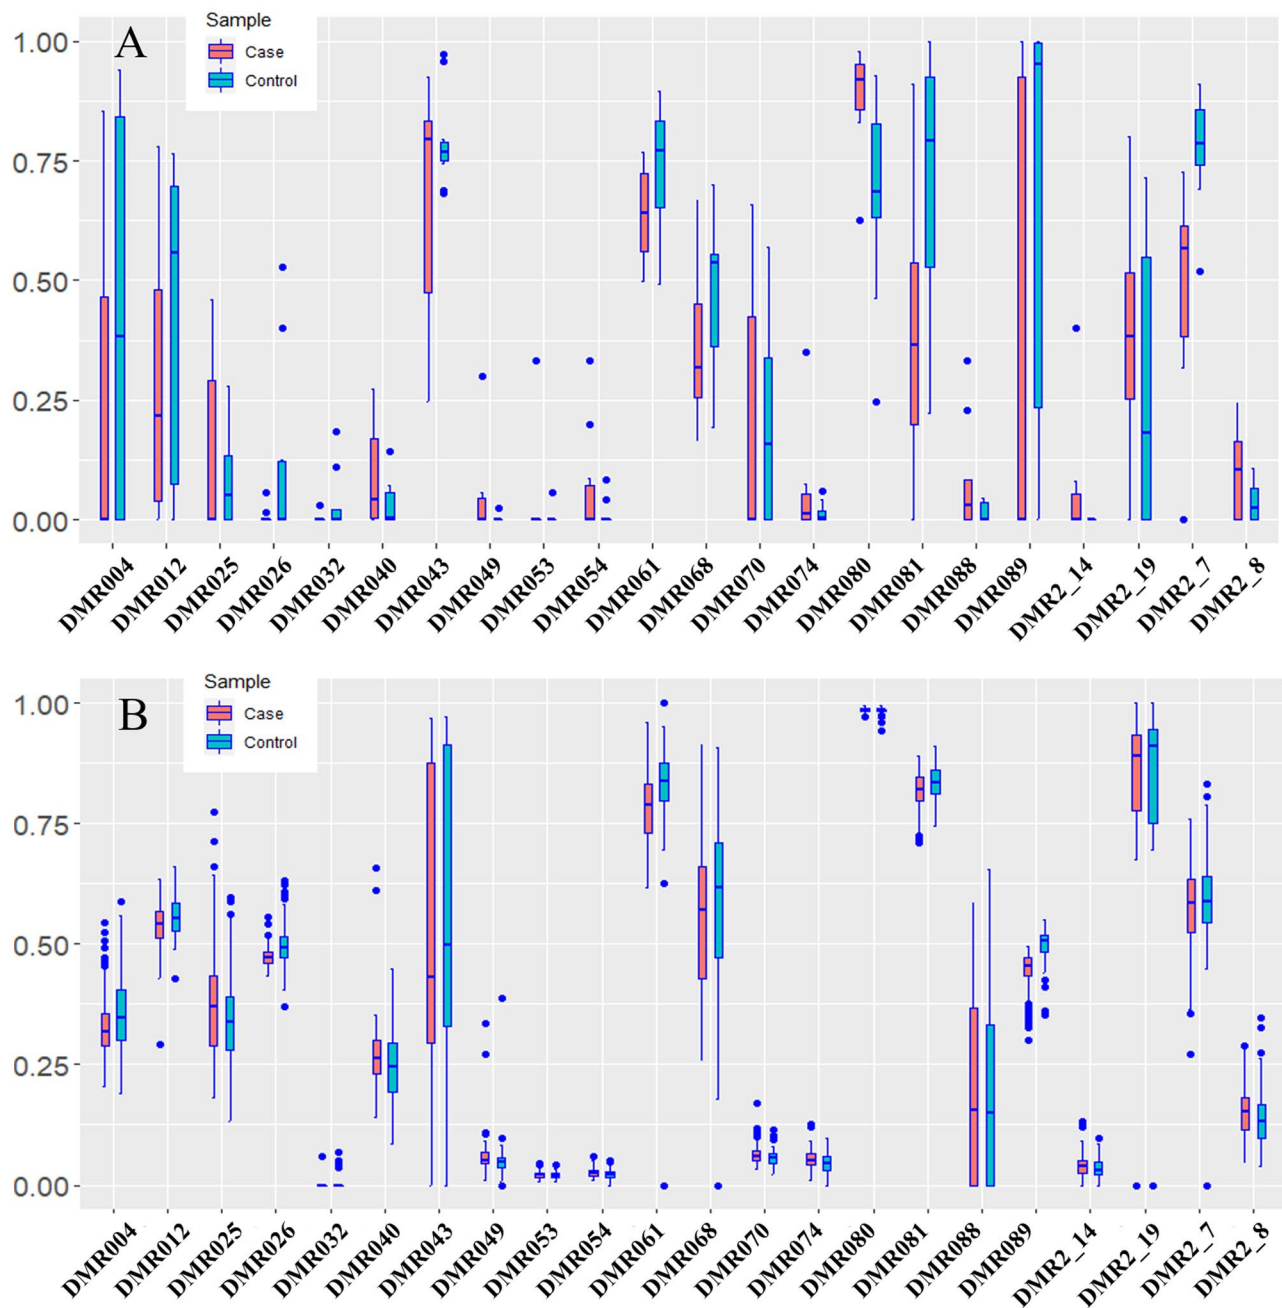 A
Sample
Case
Control
1.00
0.75
0.50
0.25
0.00
DMR004
DMR012
DMR025
DMR026
DMR032
DMR040
DMR043
DMR049
DMR053
DMR054
DMR061
DMR068
DMR070
DMR074
DMR080
DMR081
DMR088
DMR089
DMR2_14
DMR2_19
DMR2_7
DMR2_8
B
Sample
Case
Control
1.00
0.75
0.50
0.25
0.00
DMR004
DMR012
DMR025
DMR026
DMR032
DMR040
DMR043
DMR049
DMR053
DMR054
DMR061
DMR068
DMR070
DMR074
DMR080
DMR081
DMR088
DMR089
DMR2_14
DMR2_19
DMR2_7
DMR2_8